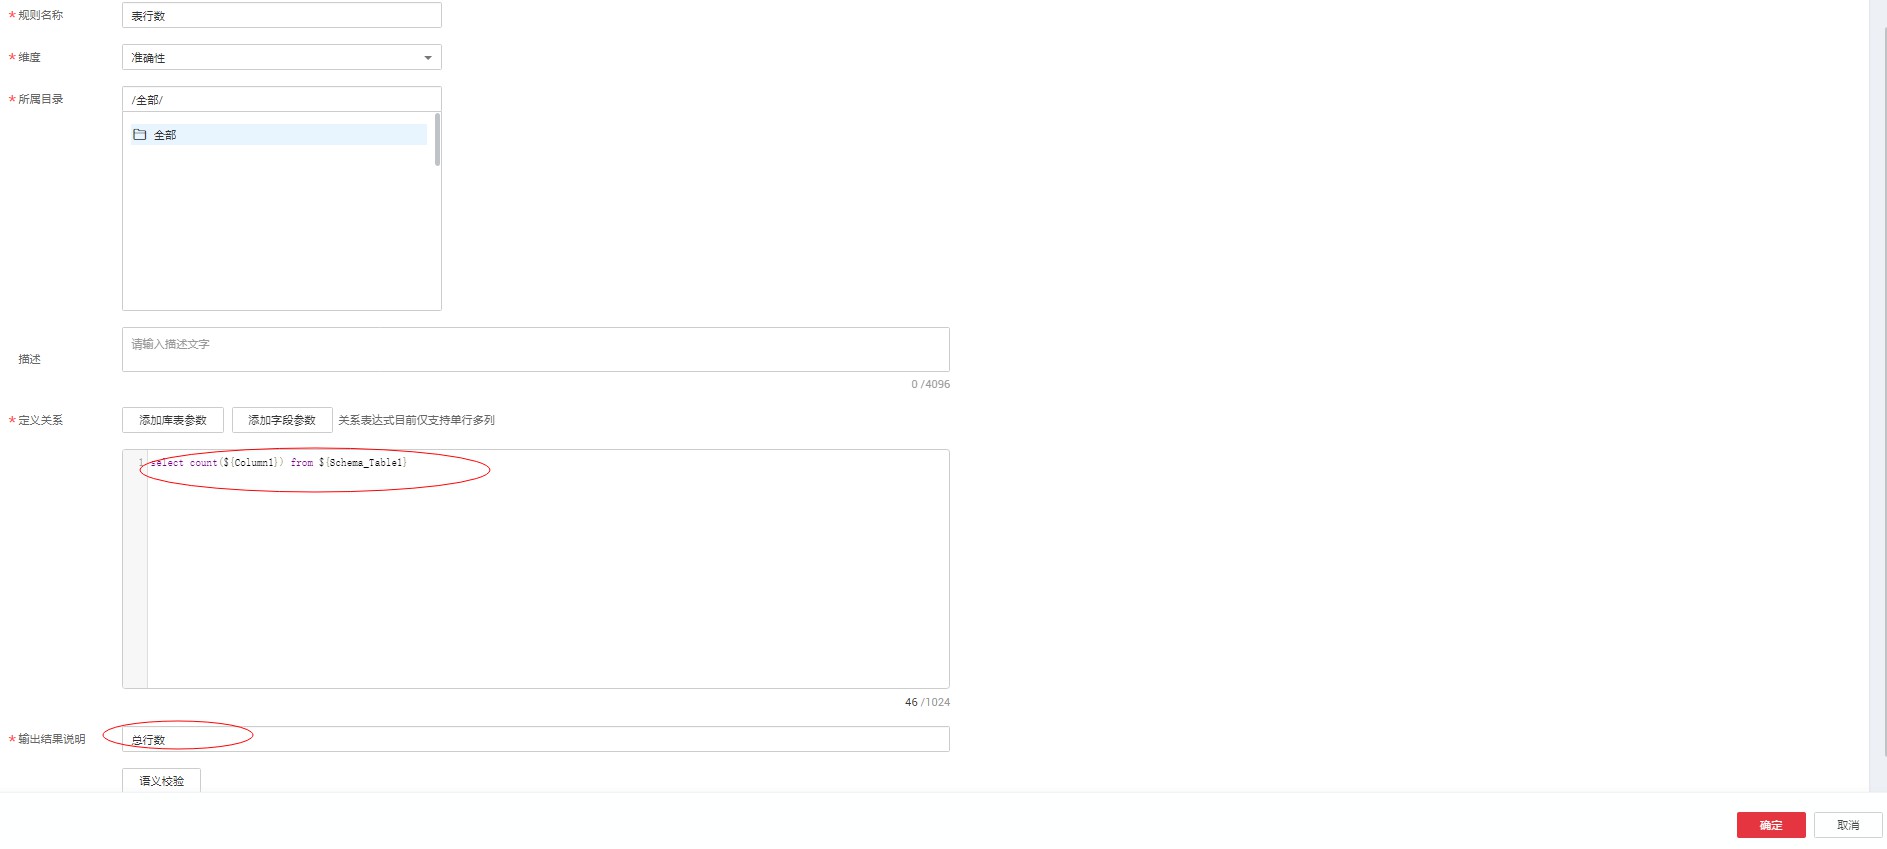 * 规则名称 表行数
* 维度 准确性
* 所属目录 /全部/
全部
描述 请输入描述文字
0 /4096
* 定义关系 添加库表参数 添加字段参数 关系表达式目前仅支持单行多列
1 select count(${Column1}) from ${Schema_Table1}
46 /1024
* 输出结果说明 总行数
语义校验
确定 取消